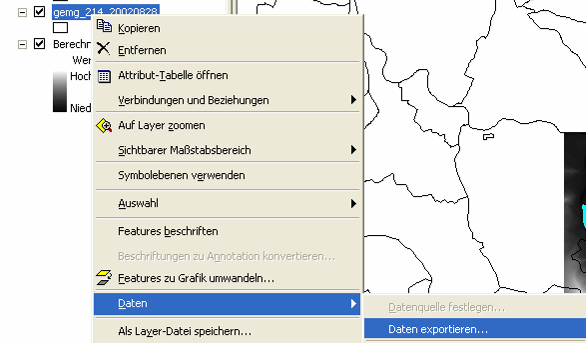 gemg_214_20020828
Berechn
Wer
Hoch
Nied
Kopieren
Entfernen
Attribut-Tabelle öffnen
Verbindungen und Beziehungen
Auf Layer zoomen
Sichtbarer Maßstabsbereich
Symbolebenen verwenden
Auswahl
Features beschriften
Beschriftungen zu Annotation konvertieren...
Features zu Grafik umwandeln...
Daten
Als Layer-Datei speichern...
Datenquelle festlegen...
Daten exportieren...